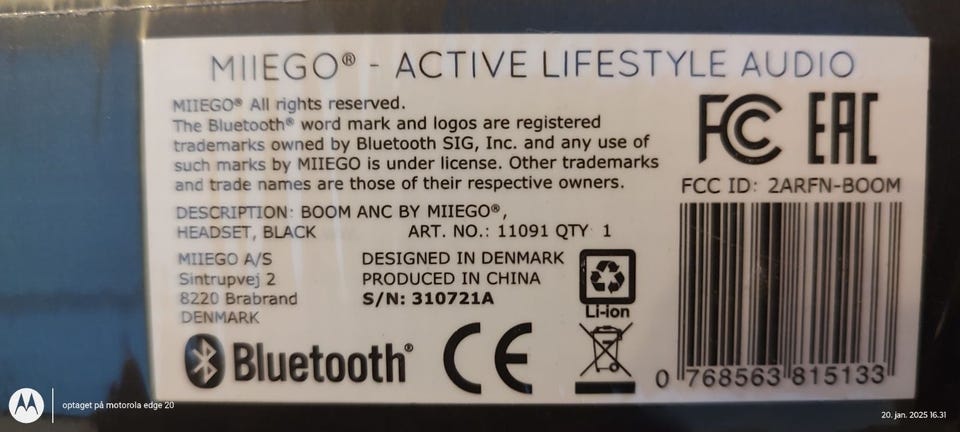 MIIEGO® - ACTIVE LIFESTYLE AUDIO
MIIEGO® All rights reserved.
The Bluetooth® word mark and logos are registered
trademarks owned by Bluetooth SIG, Inc. and any use of
such marks by MIIEGO is under license. Other trademarks
and trade names are those of their respective owners.
FC EAC
FCC ID: 2ARFN-BOOM
DESCRIPTION: BOOM ANC BY MIIEGO®,
HEADSET, BLACK ART. NO.: 11091 QTY 1
MIIEGO A/S
Sintrupvej 2
8220 Brabrand
DENMARK
DESIGNED IN DENMARK
PRODUCED IN CHINA
S/N: 310721A
Li-ion
Bluetooth®
CE
0 768563 815133
optaget på motorola edge 20
20. jan. 2025 16.31